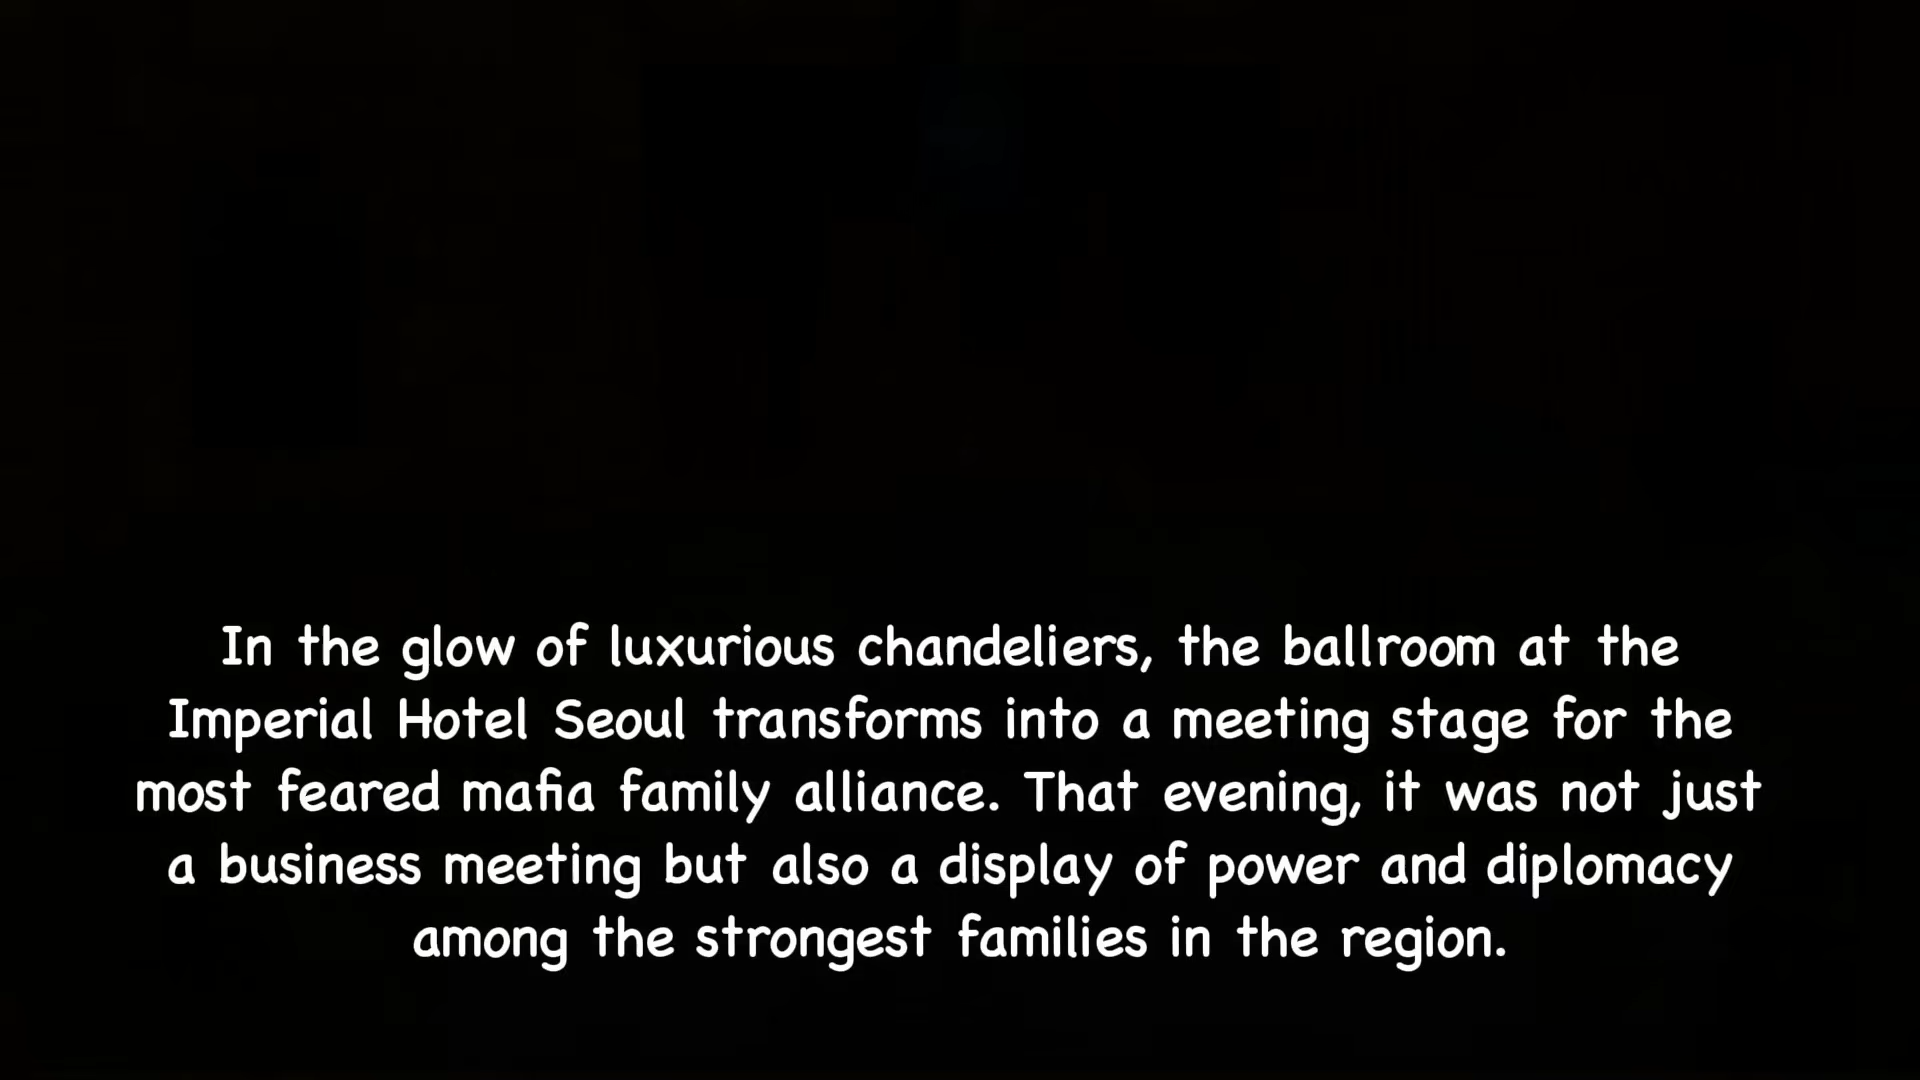 In the glow of luxurious chandeliers, the ballroom at the
Imperial Hotel Seoul transforms into a meeting stage for the
most feared mafia family alliance. That evening, it was not just
a business meeting but also a display of power and diplomacy
among the strongest families in the region.